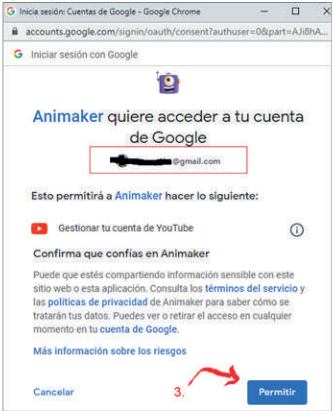 Inicia sesión: Cuentas de Google - Google Chrome
accounts.google.com/signin/oauth/consent?authuser=0&part=AJi8hA...
G Iniciar sesión con Google
Animaker quiere acceder a tu cuenta
de Google
@gmail.com
Esto permitirá a Animaker hacer lo siguiente:
Gestionar tu cuenta de YouTube
Confirma que confías en Animaker
Puede que estés compartiendo información sensible con este
sitio web o esta aplicación. Consulta los términos del servicio y
las políticas de privacidad de Animaker para saber cómo se
tratarán tus datos. Puedes ver o retirar el acceso en cualquier
momento en tu cuenta de Google.
Más información sobre los riesgos
Cancelar 3. Permitir